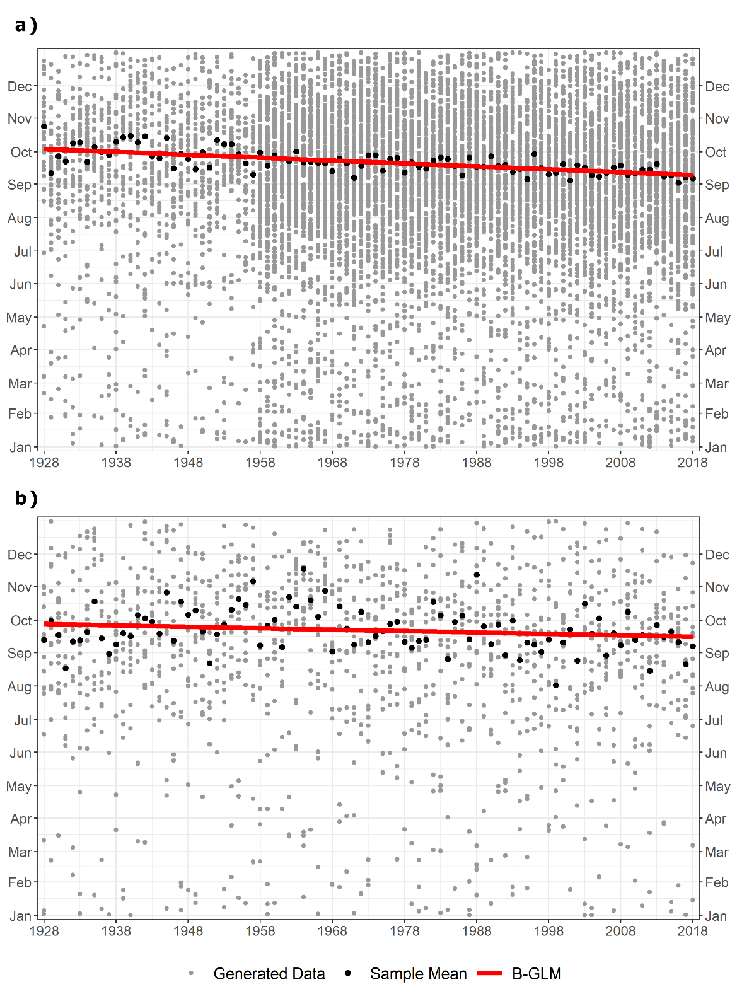 a)
Dec Dec
Nov Nov
Oct Oct
Sep Sep
Aug Aug
Jul Jul
Jun Jun
May May
Apr Apr
Mar Mar
Feb Feb
Jan Jan
1928 1938 1948 1958 1968 1978 1988 1998 2008 2018
b)
Dec Dec
Nov Nov
Oct Oct
Sep Sep
Aug Aug
Jul Jul
Jun Jun
May May
Apr Apr
Mar Mar
Feb Feb
Jan Jan
1928 1938 1948 1958 1968 1978 1988 1998 2008 2018
Generated Data Sample Mean B-GLM